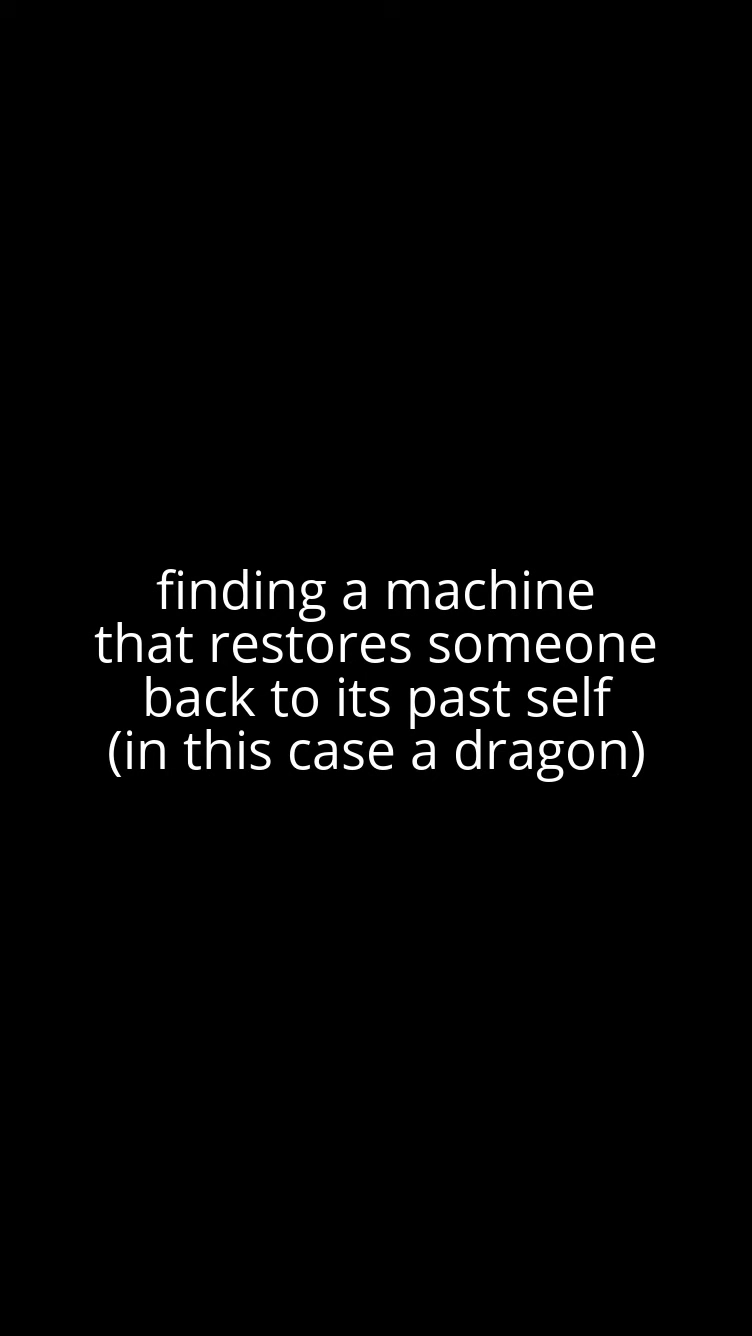 finding a machine
that restores someone
back to its past self
(in this case a dragon)